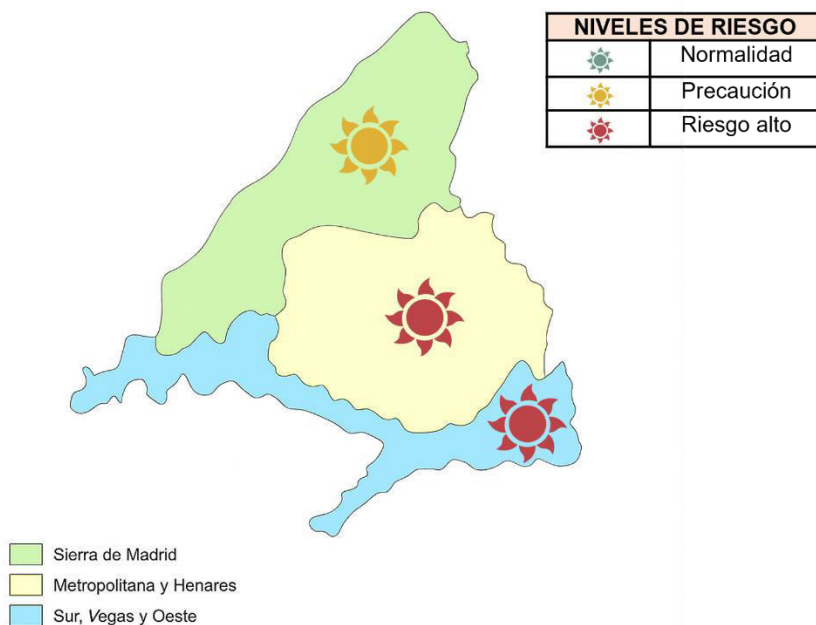 NIVELES DE RIESGO
Normalidad
Precaución
Riesgo alto
Sierra de Madrid
Metropolitana y Henares
Sur, Vegas y Oeste